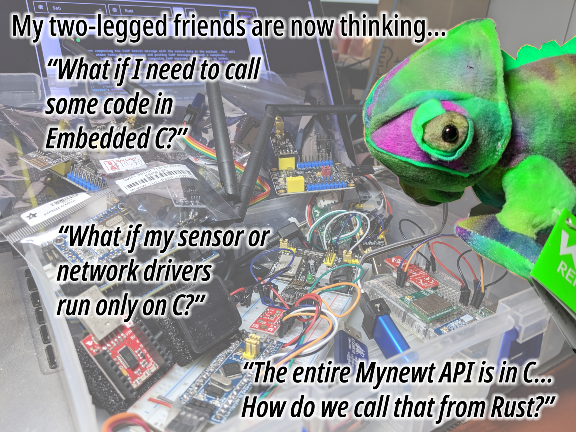 My two-legged friends are now thinking...
“What if I need to call
some code in
Embedded C?”
“What if my sensor or
network drivers
run only on C?”
“The entire Mynewt API is in C...
How do we call that from Rust?”